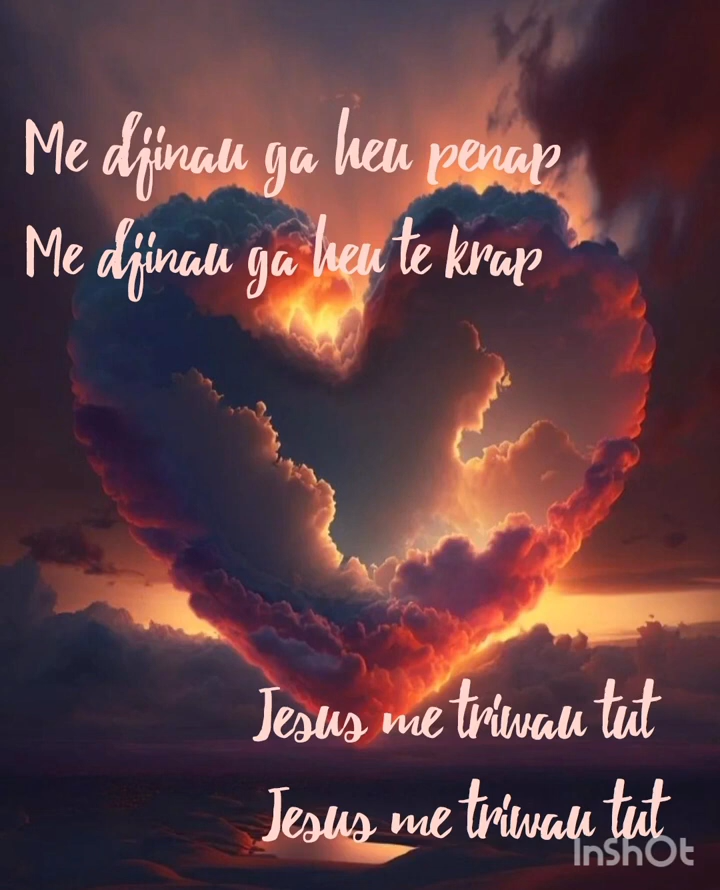 Me djinau ga heu penap
Me djinau ga heu te krap
Jesus me triwau tut
Jesus me triwau tut
InShOt